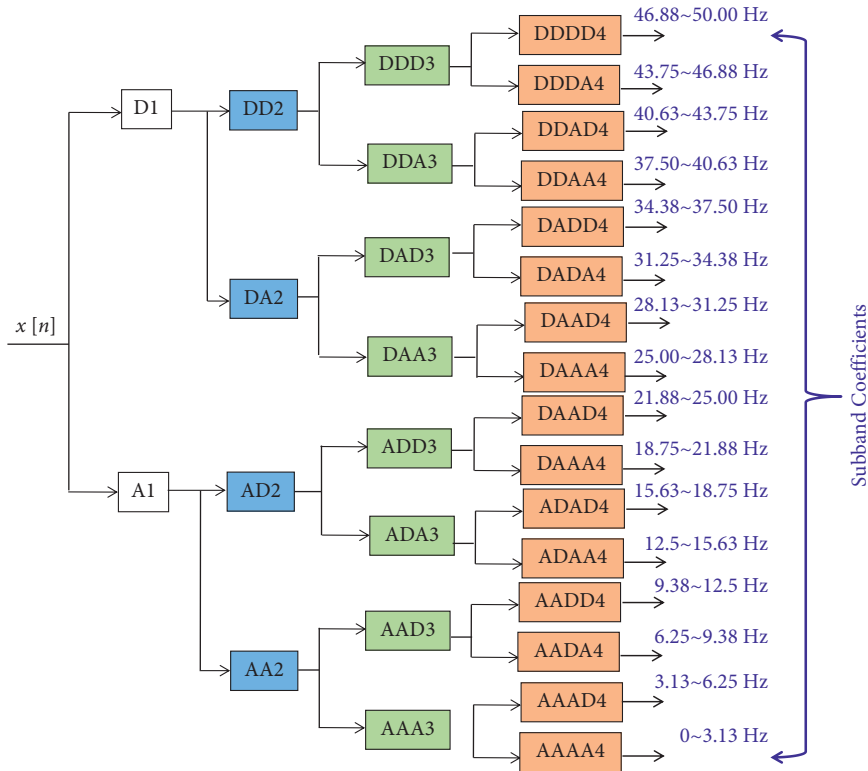 DDDD4 46.88~50.00 Hz
DDD3
DDDA4 43.75~46.88 Hz
D1 DD2
DDAD4 40.63~43.75 Hz
DDA3
DDAA4 37.50~40.63 Hz
DADD4 34.38~37.50 Hz
DAD3
DADA4 31.25~34.38 Hz
DA2
DAAD4 28.13~31.25 Hz
x [n]
DAA3
DAAA4 25.00~28.13 Hz
Subband Coefficients
DAAD4 21.88~25.00 Hz
ADD3
DAAA4 18.75~21.88 Hz
A1 AD2
ADAD4 15.63~18.75 Hz
ADA3
ADAA4 12.5~15.63 Hz
AADD4 9.38~12.5 Hz
AAD3
AADA4 6.25~9.38 Hz
AA2
AAAD4 3.13~6.25 Hz
AAA3
AAAA4 0~3.13 Hz